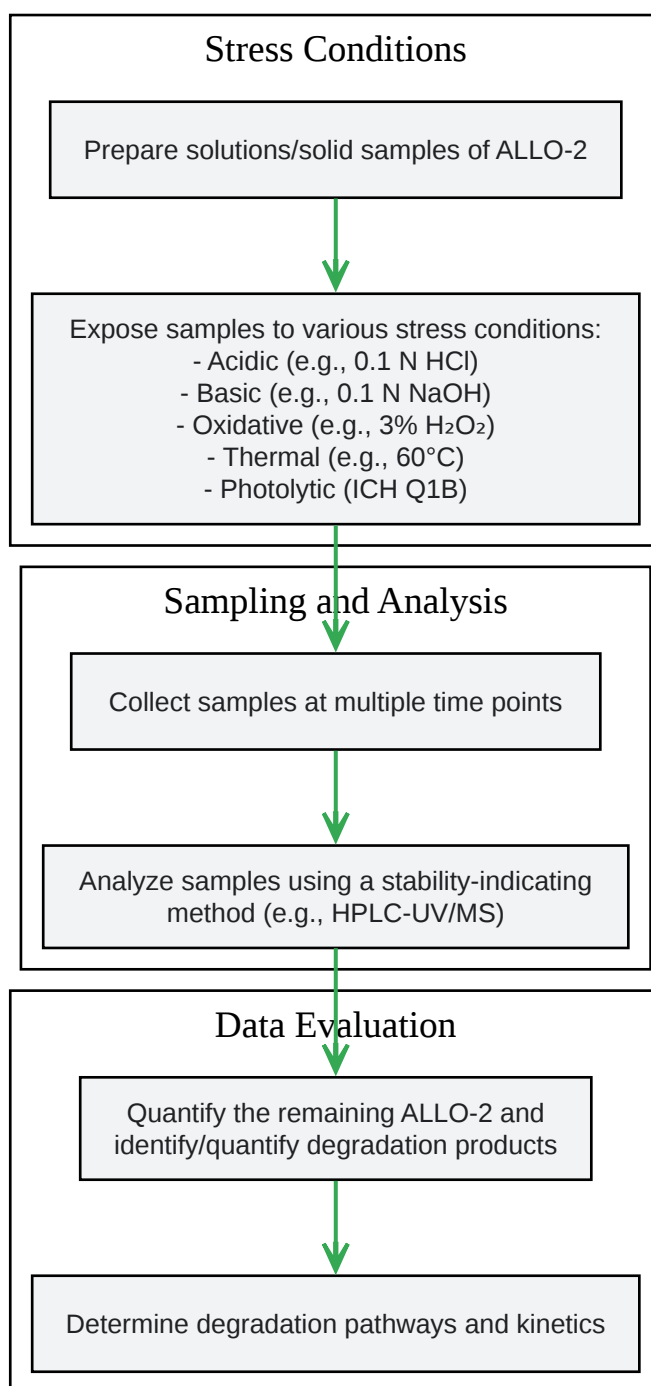 Stress Conditions
Prepare solutions/solid samples of ALLO-2
Expose samples to various stress conditions:
- Acidic (e.g., 0.1 N HCl)
- Basic (e.g., 0.1 N NaOH)
- Oxidative (e.g., 3% H₂O₂)
- Thermal (e.g., 60°C)
- Photolytic (ICH Q1B)
Sampling and Analysis
Collect samples at multiple time points
Analyze samples using a stability-indicating
method (e.g., HPLC-UV/MS)
Data Evaluation
Quantify the remaining ALLO-2 and
identify/quantify degradation products
Determine degradation pathways and kinetics